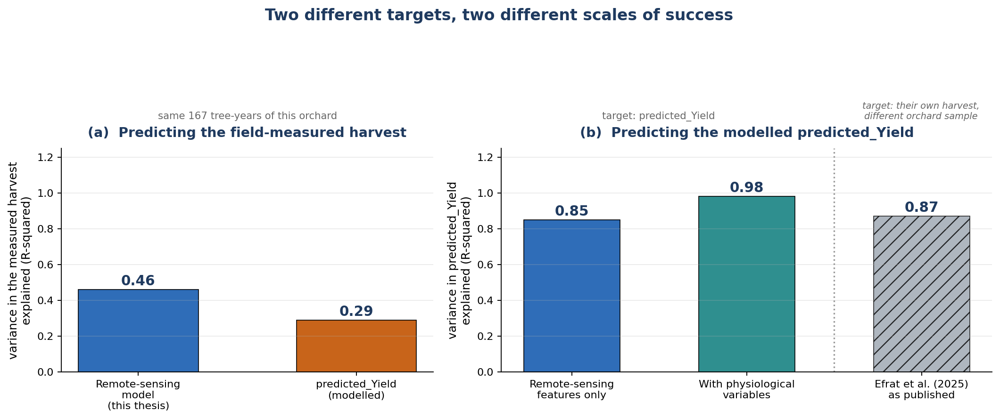 Two different targets, two different scales of success
same 167 tree-years of this orchard
(a)  Predicting the field-measured harvest
variance in the measured harvest
explained (R-squared)
1.2
1.0
0.8
0.6
0.4
0.2
0.0
0.46
0.29
Remote-sensing
model
(this thesis)
predicted_Yield
(modelled)
target: predicted_Yield
target: their own harvest,
different orchard sample
(b)  Predicting the modelled predicted_Yield
variance in predicted_Yield
explained (R-squared)
1.2
1.0
0.8
0.6
0.4
0.2
0.0
0.85
0.98
0.87
Remote-sensing
features only
With physiological
variables
Efrat et al. (2025)
as published